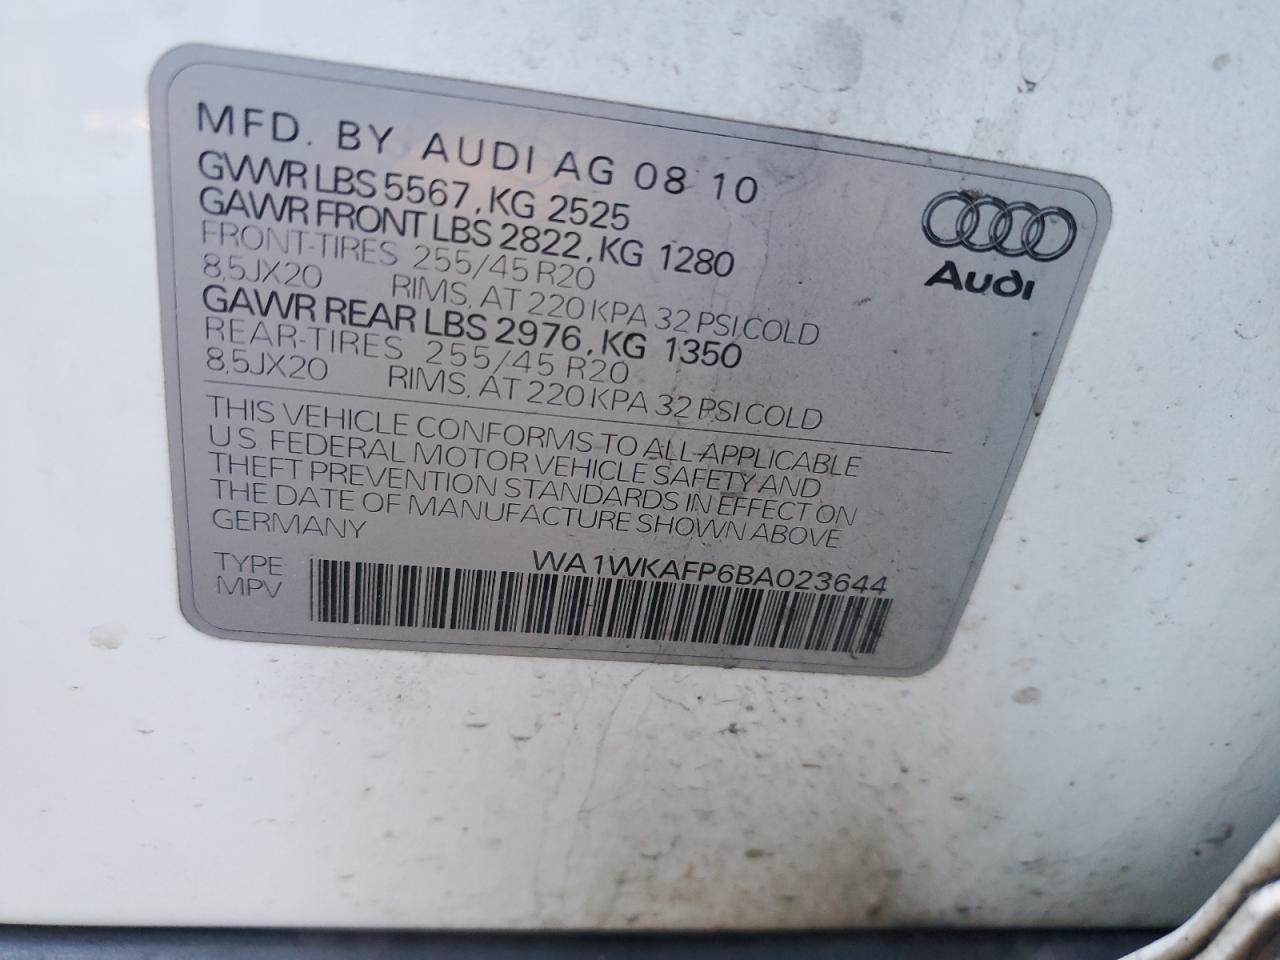 MFD. BY AUDI AG 08 10
GVWR LBS 5567, KG 2525
GAWR FRONT LBS 2822, KG 1280
FRONT-TIRES 255/45 R20
8,5JX20 RIMS, AT 220 KPA 32 PSI,COLD
GAWR REAR LBS 2976, KG 1350
REAR-TIRES 255/45 R20
8,5JX20 RIMS, AT 220 KPA 32 PSI COLD
Audi
THIS VEHICLE CONFORMS TO ALL-APPLICABLE
U.S. FEDERAL MOTOR VEHICLE SAFETY AND
THEFT PREVENTION STANDARDS IN EFFECT ON
THE DATE OF MANUFACTURE SHOWN ABOVE
GERMANY
WA1WKAFP6BA023644
TYPE
MPV